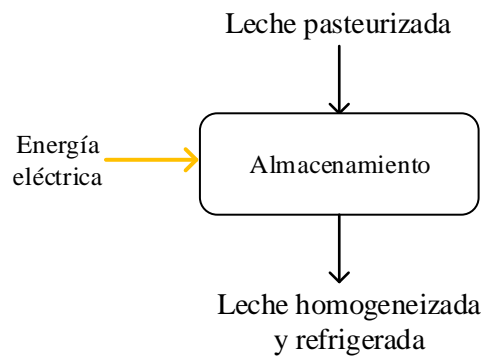 Leche pasteurizada
Energía
eléctrica
Almacenamiento
Leche homogeneizada
y refrigerada